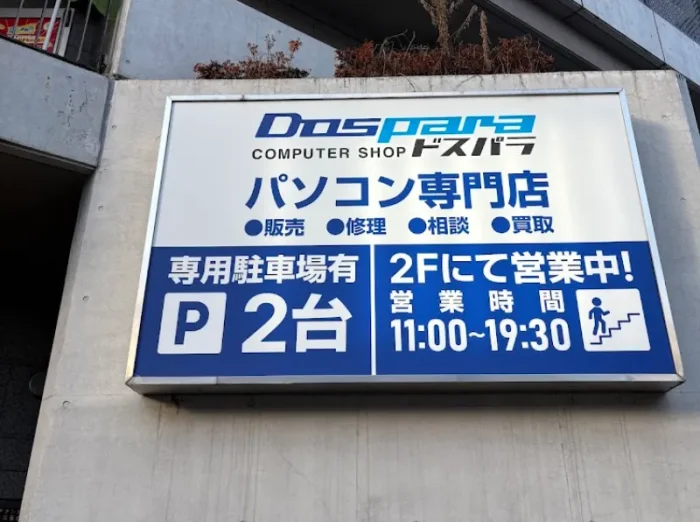 Dospara
COMPUTER SHOP ドスパラ
パソコン専門店
●販売 ●修理 ●相談 ●買取
専用駐車場有
P 2台
2Fにて営業中!
営業時間
11:00~19:30